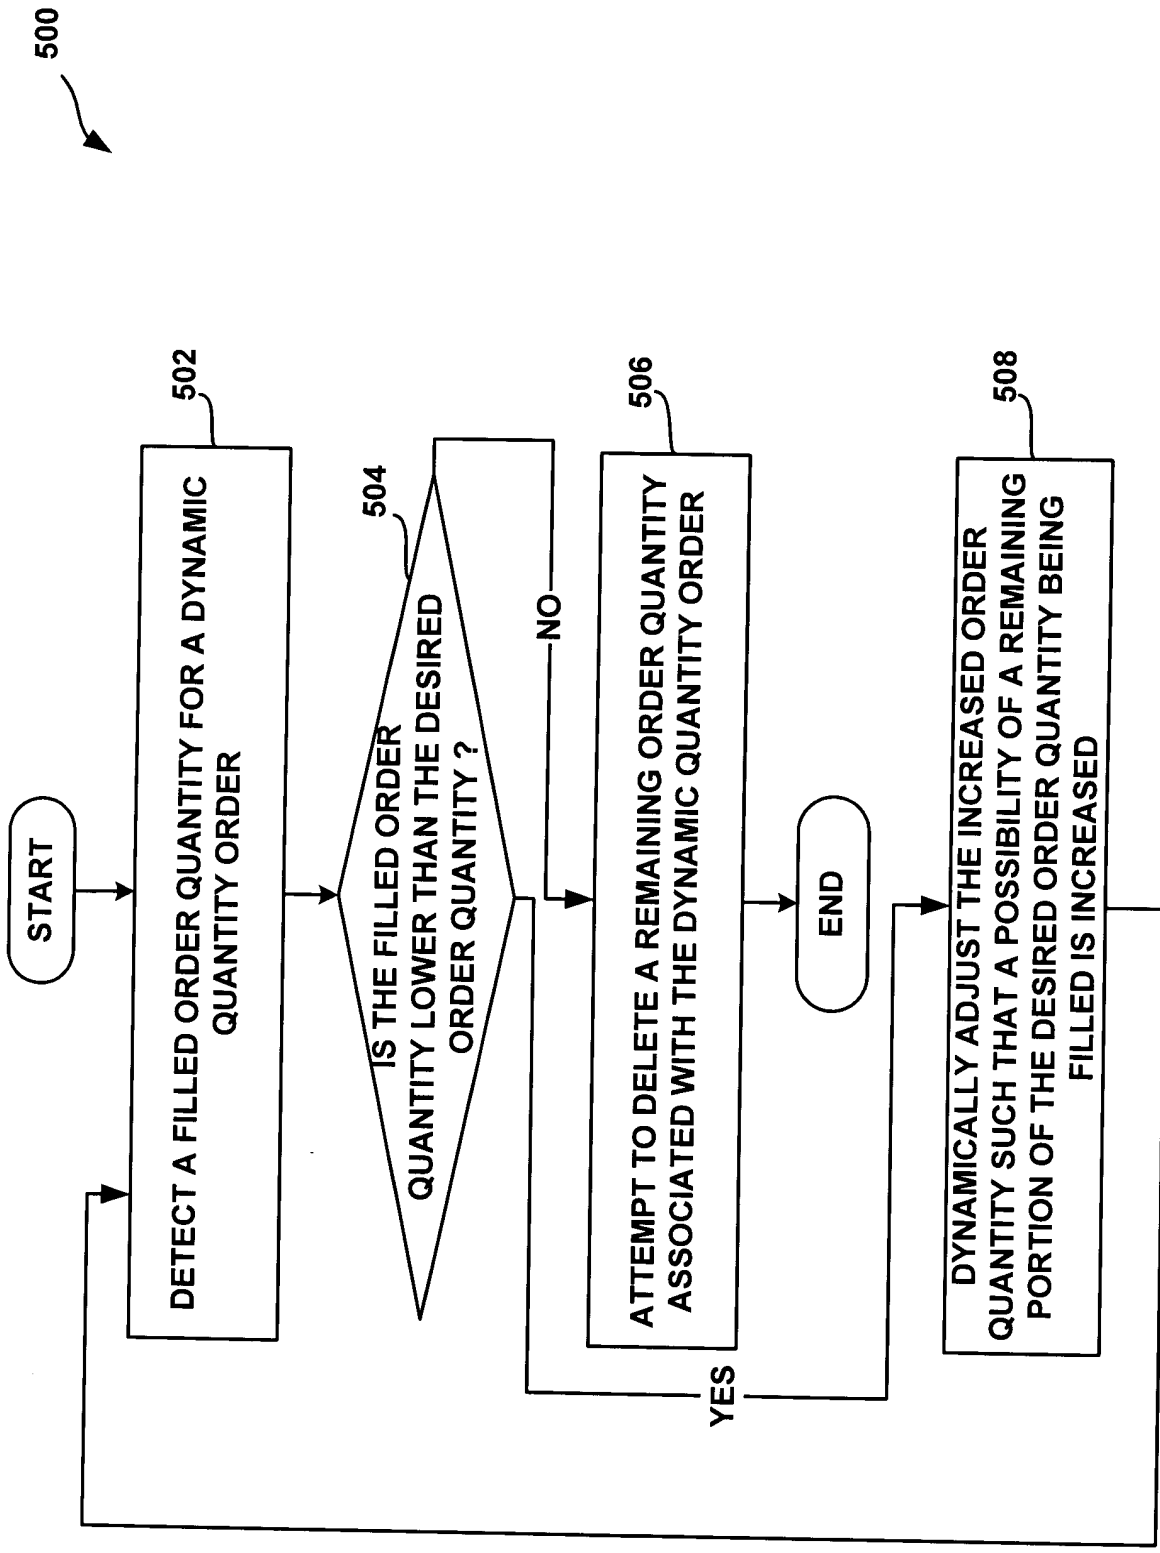 500
START
502
DETECT A FILLED ORDER QUANTITY FOR A DYNAMIC
QUANTITY ORDER
504
IS THE FILLED ORDER
QUANTITY LOWER THAN THE DESIRED
ORDER QUANTITY ?
NO
506
ATTEMPT TO DELETE A REMAINING ORDER QUANTITY
ASSOCIATED WITH THE DYNAMIC QUANTITY ORDER
END
YES
508
DYNAMICALLY ADJUST THE INCREASED ORDER
QUANTITY SUCH THAT A POSSIBILITY OF A REMAINING
PORTION OF THE DESIRED ORDER QUANTITY BEING
FILLED IS INCREASED